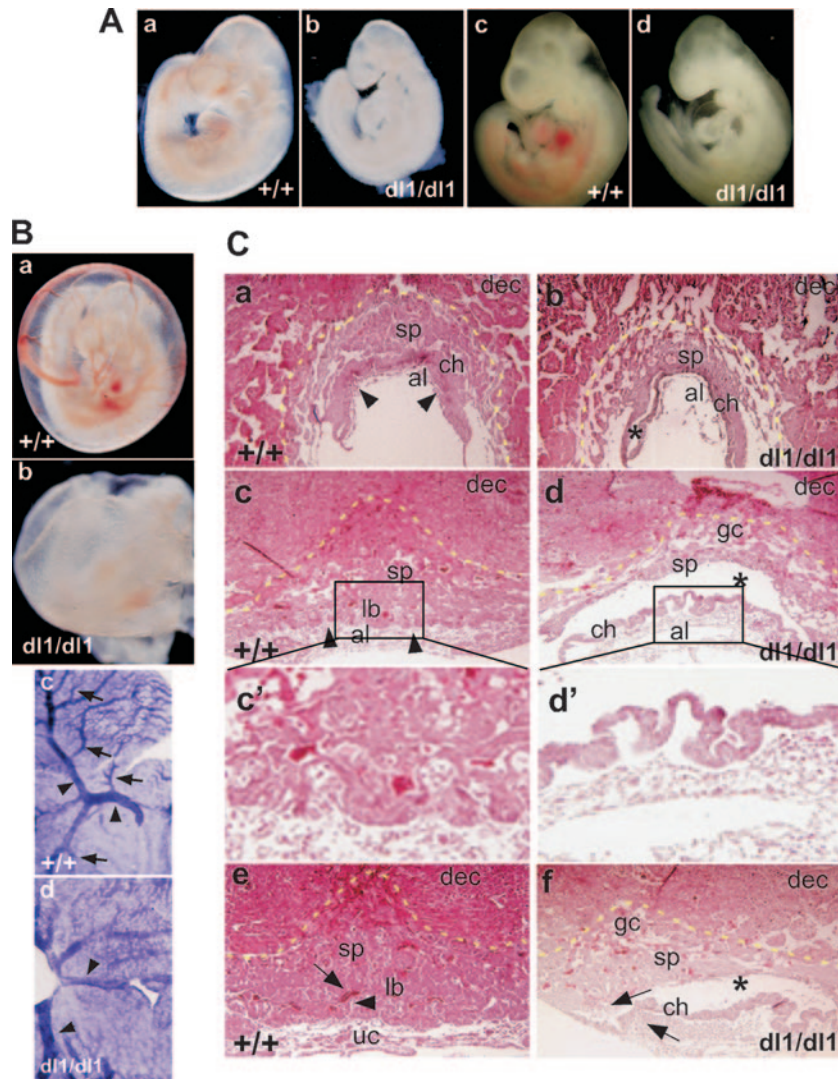 A
a
b
c
d
+/+
dl1/dl1
+/+
dl1/dl1
B
a
+/+
b
dl1/dl1
c
+/+
d
dl1/dl1
C
a
dec
sp
ch
al
+/+
b
dec
sp
al
ch
*
dl1/dl1
c
dec
sp
lb
al
+/+
d
dec
gc
sp
*
ch
al
dl1/dl1
c'
d'
e
dec
sp
lb
uc
+/+
f
dec
gc
sp
*
ch
dl1/dl1